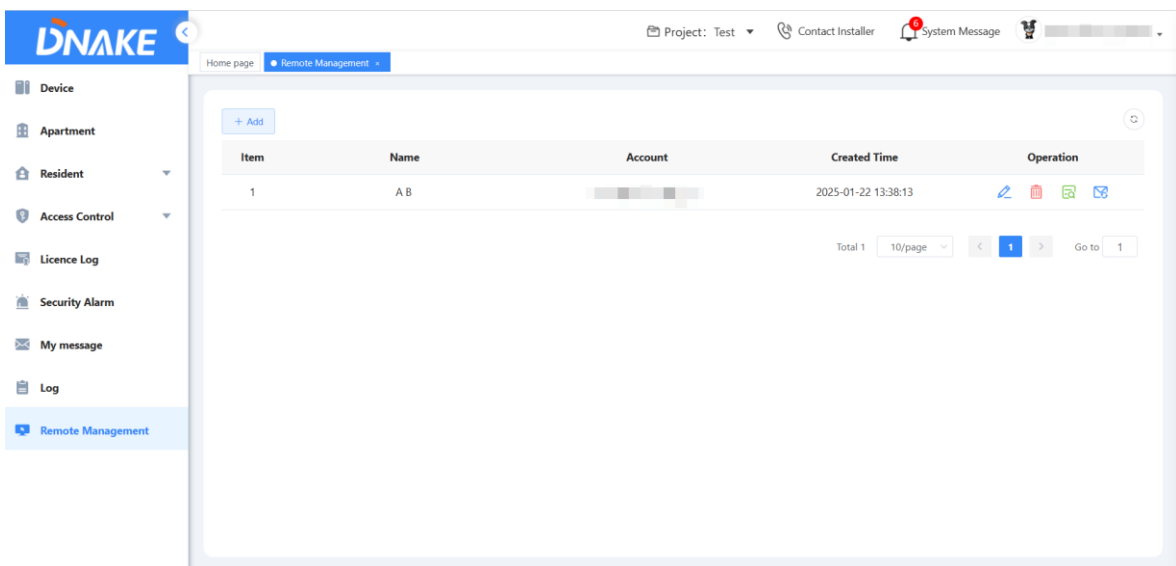 DNAKE
Project: Test
Contact Installer
6
System Message
Home page
Remote Management ×
Device
Apartment
Resident
Access Control
Licence Log
Security Alarm
My message
Log
Remote Management
+ Add
Item Name Account Created Time Operation
1 A B 2025-01-22 13:38:13
Total 1 10/page < 1 > Go to 1